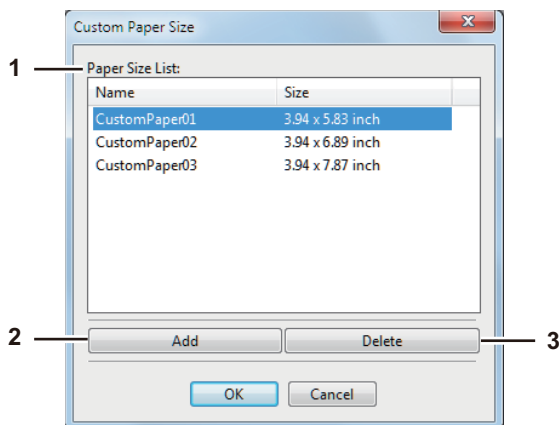 Custom Paper Size
x
1
Paper Size List:
Name Size
CustomPaper01 3.94 x 5.83 inch
CustomPaper02 3.94 x 6.89 inch
CustomPaper03 3.94 x 7.87 inch
2 Add Delete 3
OK Cancel